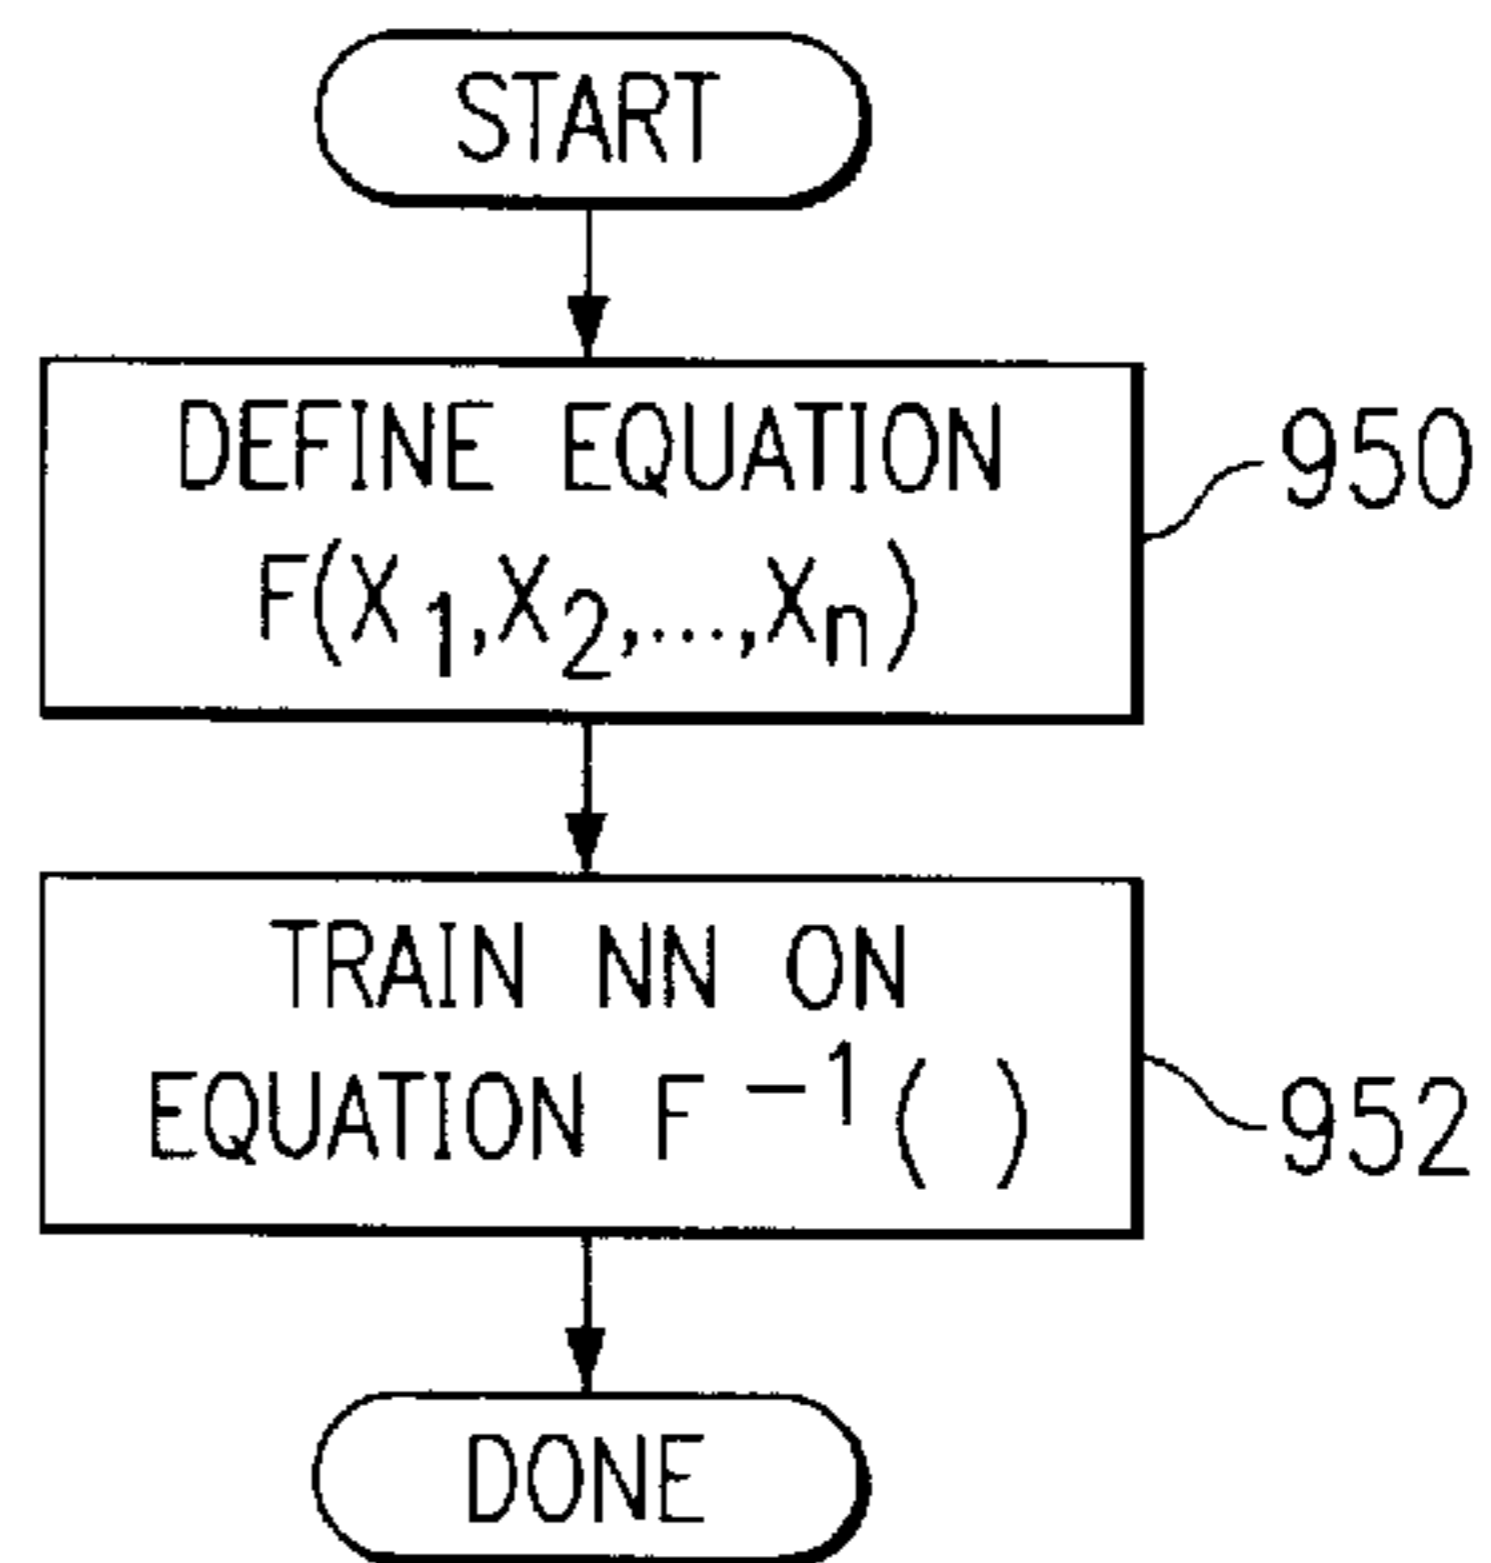 START
DEFINE EQUATION
F(X₁,X₂,...,Xₙ)
950
TRAIN NN ON
EQUATION F⁻¹( )
952
DONE